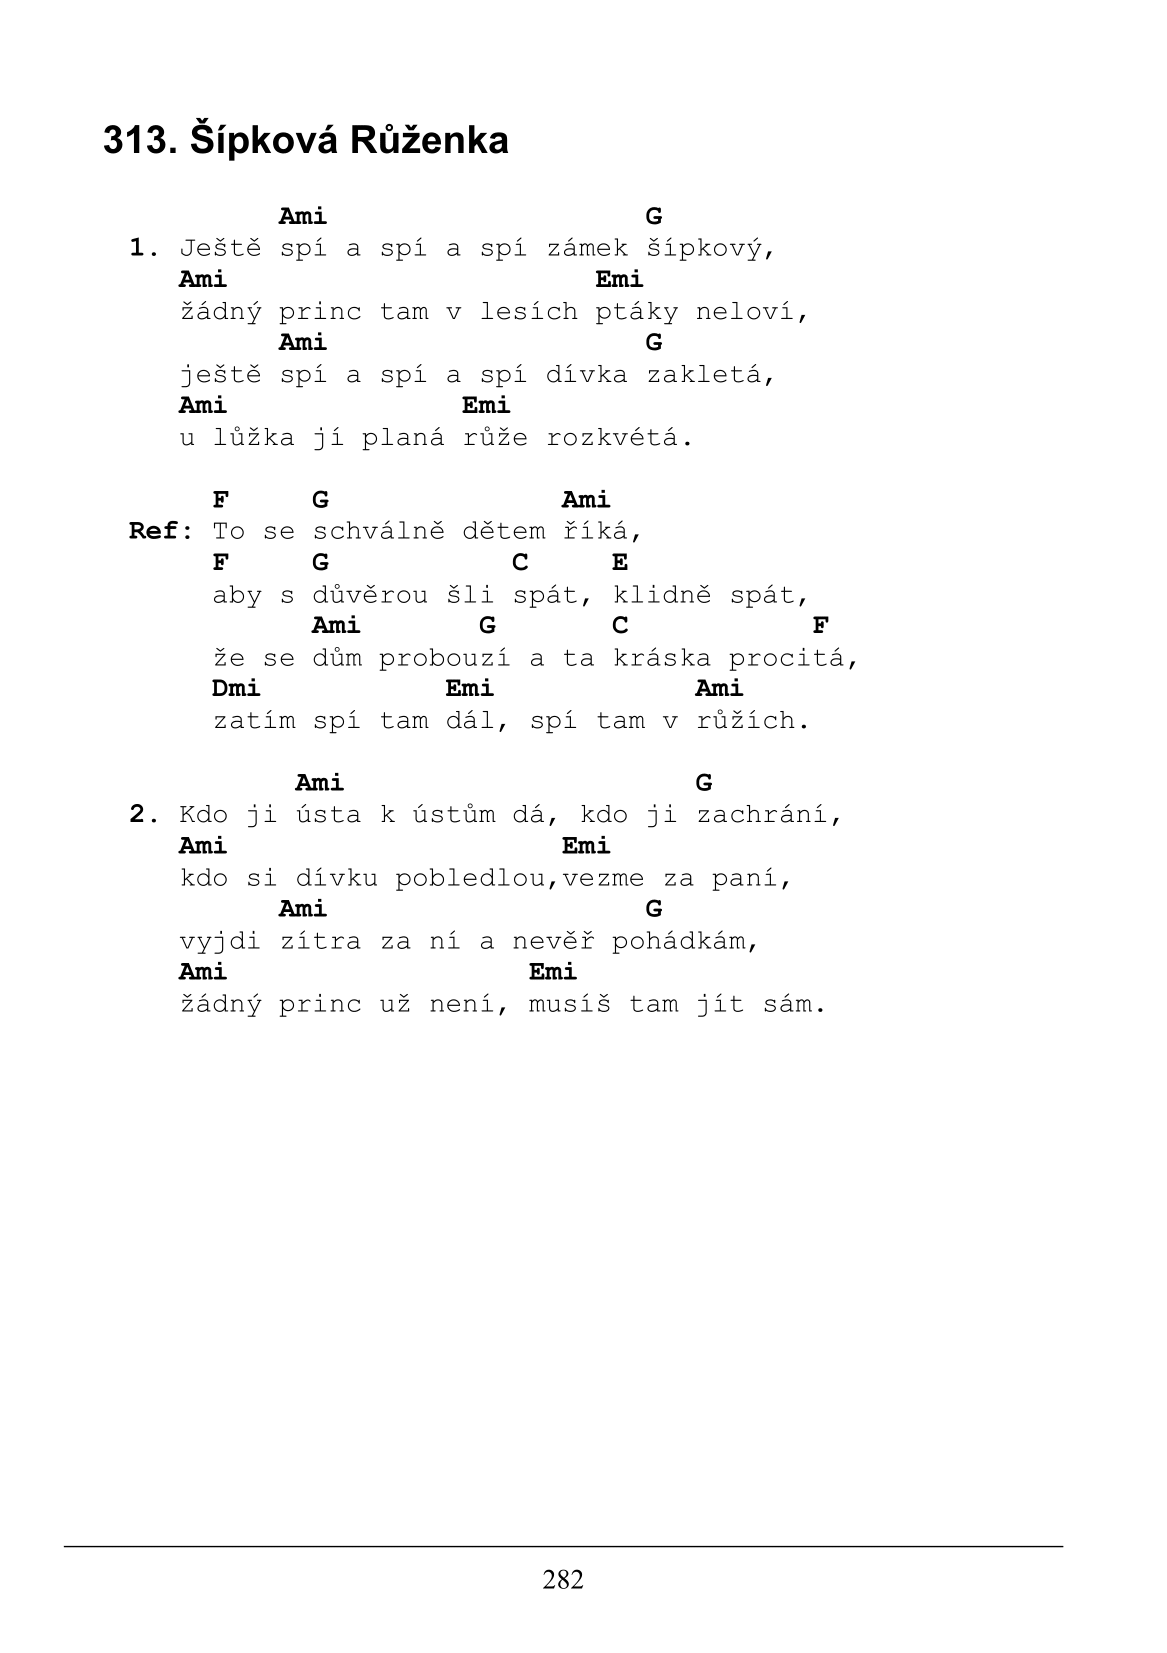 313. Šípková Růženka
Ami G
1. Ještě spí a spí a spí zámek šípkový,
Ami Emi
žádný princ tam v lesích ptáky neloví,
Ami G
ještě spí a spí a spí dívka zakletá,
Ami Emi
u lůžka jí planá růže rozkvétá.
F G Ami
Ref: To se schválně dětem říká,
F G C E
aby s důvěrou šli spát, klidně spát,
Ami G C F
že se dům probouzí a ta kráska procitá,
Dmi Emi Ami
zatím spí tam dál, spí tam v růžích.
Ami G
2. Kdo ji ústa k ústům dá, kdo ji zachrání,
Ami Emi
kdo si dívku pobledlou,vezme za paní,
Ami G
vyjdi zítra za ní a nevěř pohádkám,
Ami Emi
žádný princ už není, musíš tam jít sám.
282